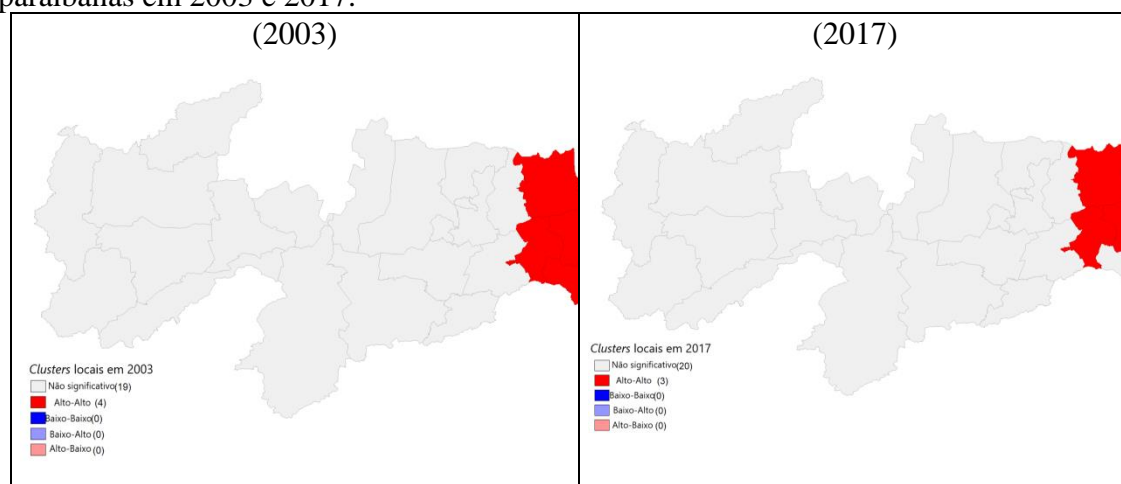 paraibanas em 2003 e 2017.
(2003)
Clusters locais em 2003
Não significativo(19)
Alto-Alto (4)
Baixo-Baixo(0)
Baixo-Alto (0)
Alto-Baixo (0)
(2017)
Clusters locais em 2017
Não significativo(20)
Alto-Alto (3)
Baixo-Baixo(0)
Baixo-Alto (0)
Alto-Baixo (0)